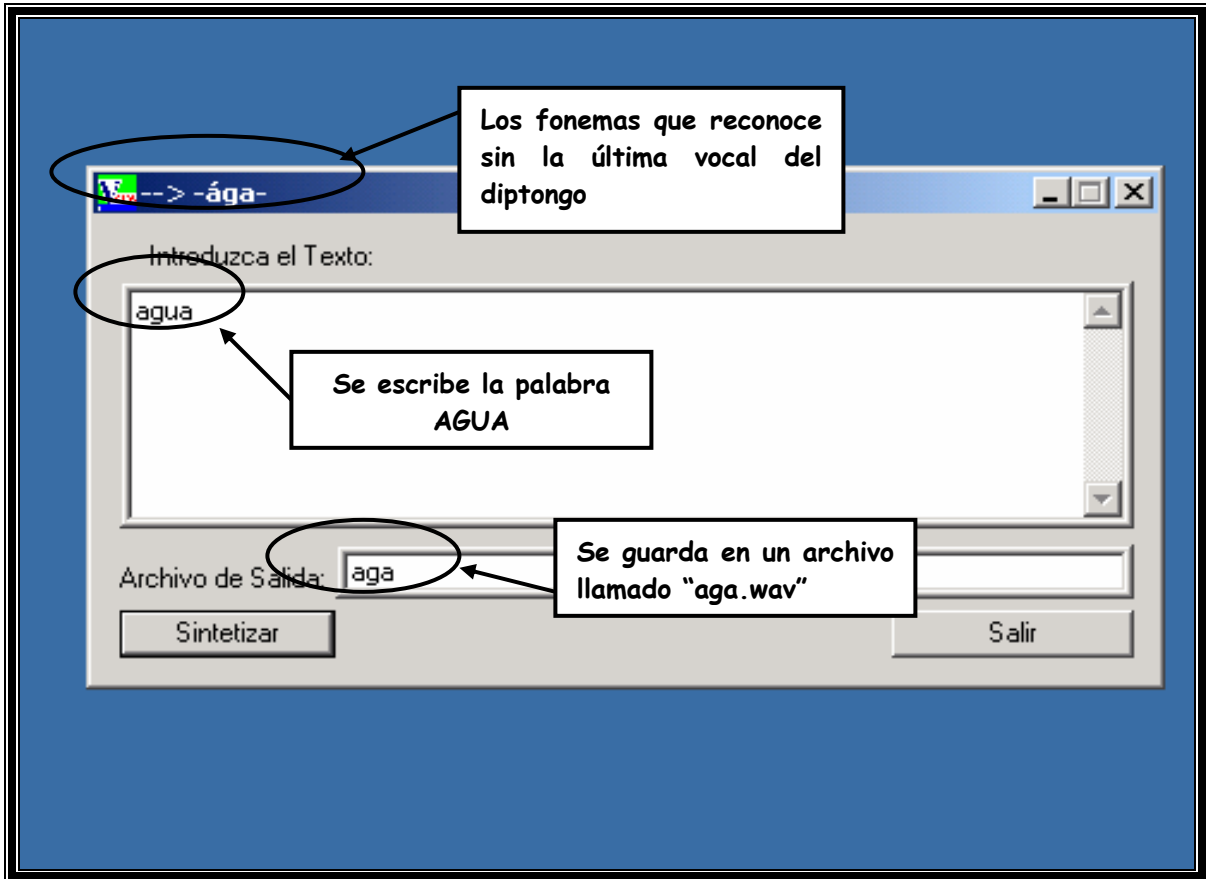 Los fonemas que reconoce
sin la última vocal del
diptongo
--> -ága-
Introduzca el Texto:
agua
Se escribe la palabra
AGUA
Se guarda en un archivo
llamado “aga.wav”
Archivo de Salida: aga
Sintetizar
Salir